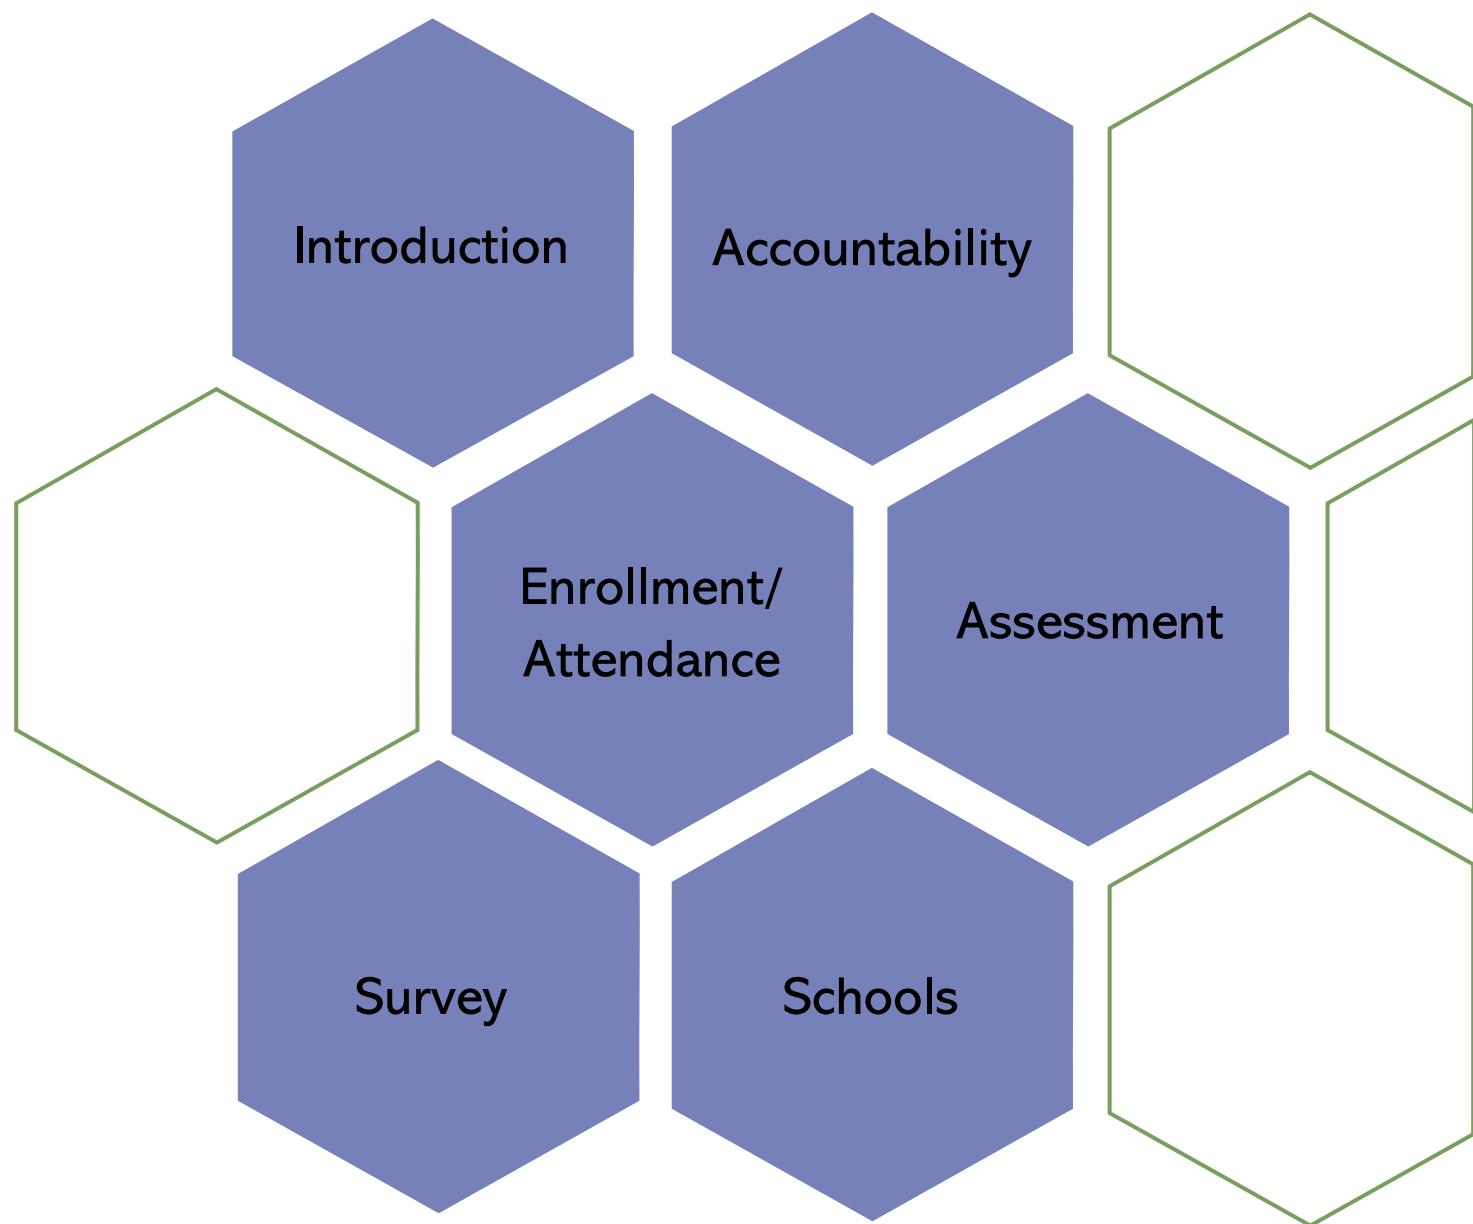 Introduction
Accountability
Enrollment/
Attendance
Assessment
Survey
Schools